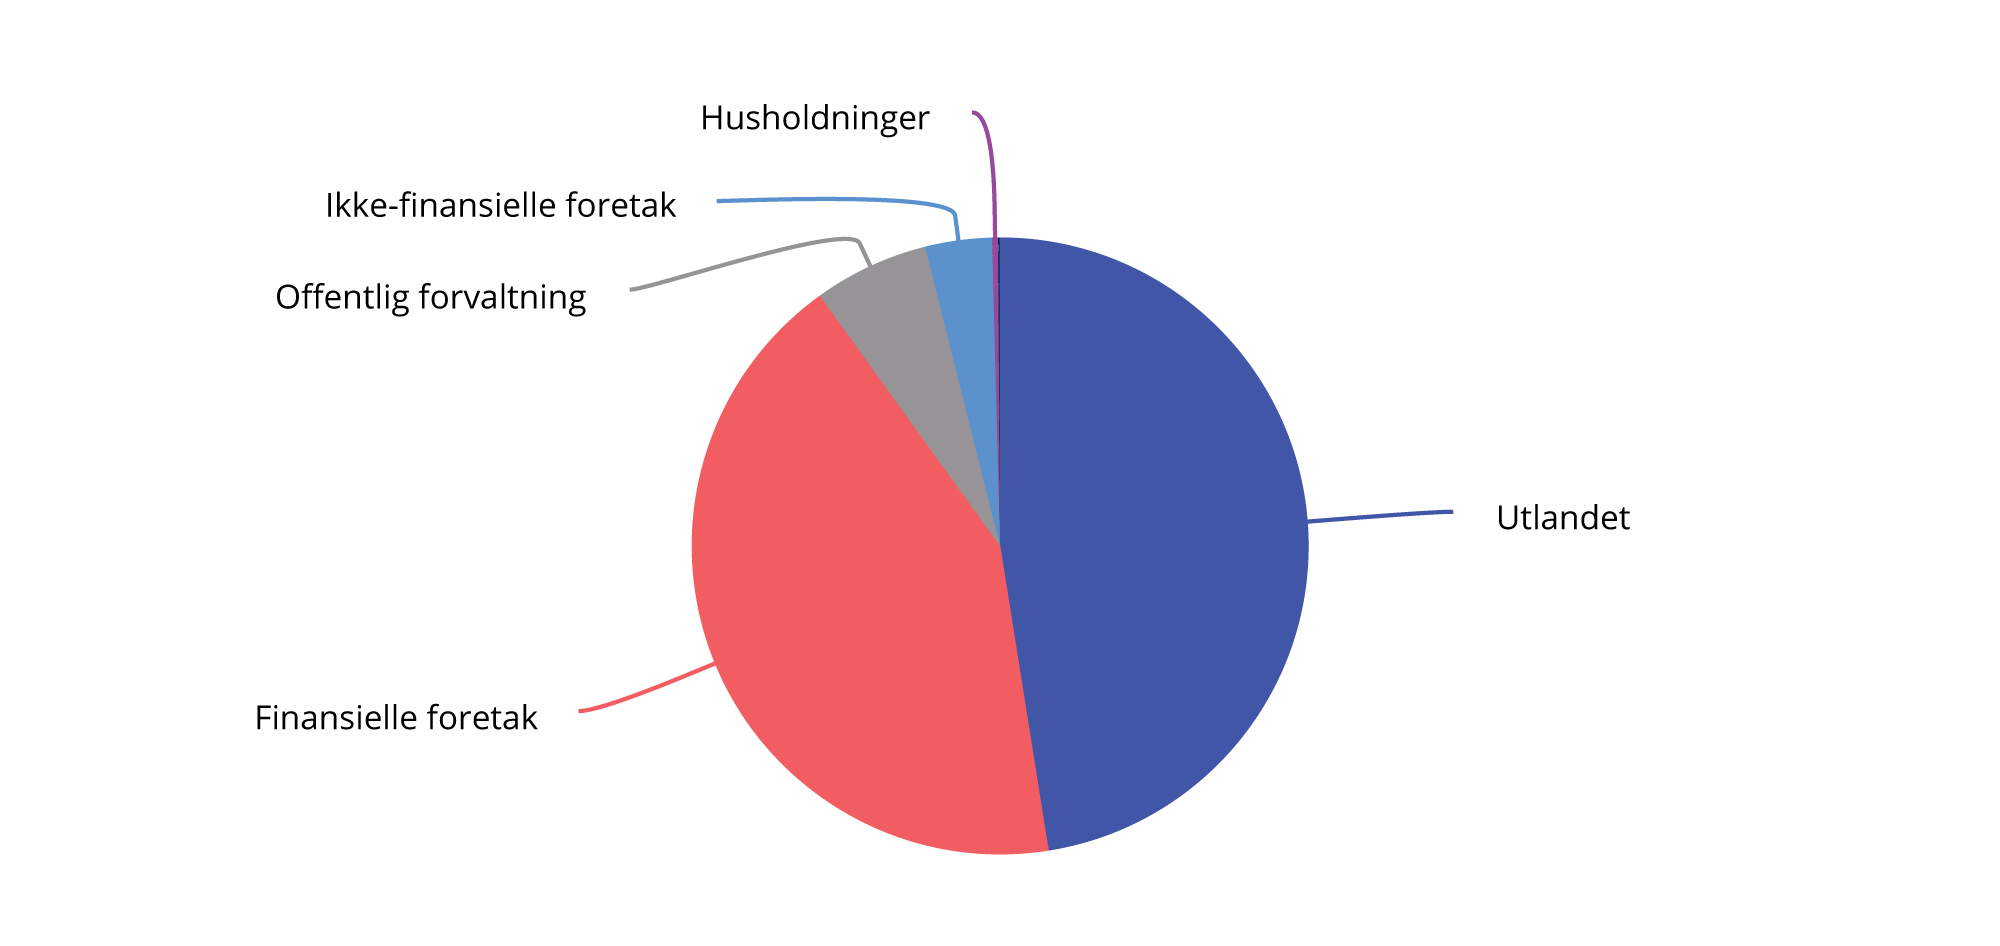 Husholdninger
Ikke-finansielle foretak
Offentlig forvaltning
Utlandet
Finansielle foretak